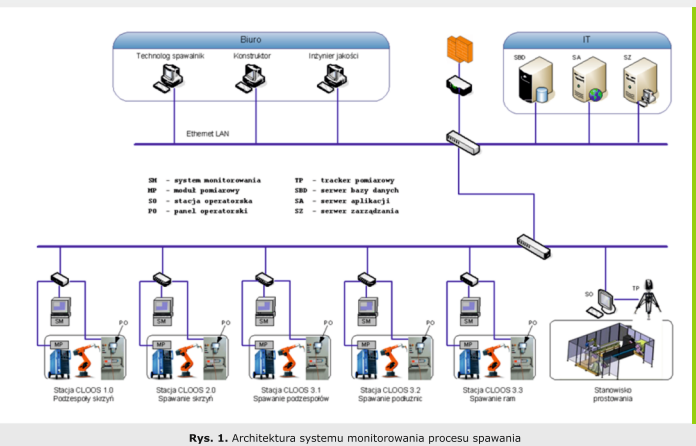 Biuro
Technolog spawalnik
Konstruktor
Inżynier jakości
IT
SBD
SA
SZ
Ethernet LAN
SM – system monitorowania
MP – moduł pomiarowy
SO – stacja operatorska
PO – panel operatorski
TP – tracker pomiarowy
SBD – serwer bazy danych
SA – serwer aplikacji
SZ – serwer zarządzania
SM
SM
SM
SM
SM
SO
TP
PO
PO
PO
PO
PO
MP
MP
MP
MP
MP
Stacja CLOOS 1.0
Podzespoły skrzyń
Stacja CLOOS 2.0
Spawanie skrzyń
Stacja CLOOS 3.1
Spawanie podzespołów
Stacja CLOOS 3.2
Spawanie podłużnic
Stacja CLOOS 3.3
Spawanie ram
Stanowisko
prostowania
Rys. 1. Architektura systemu monitorowania procesu spawania